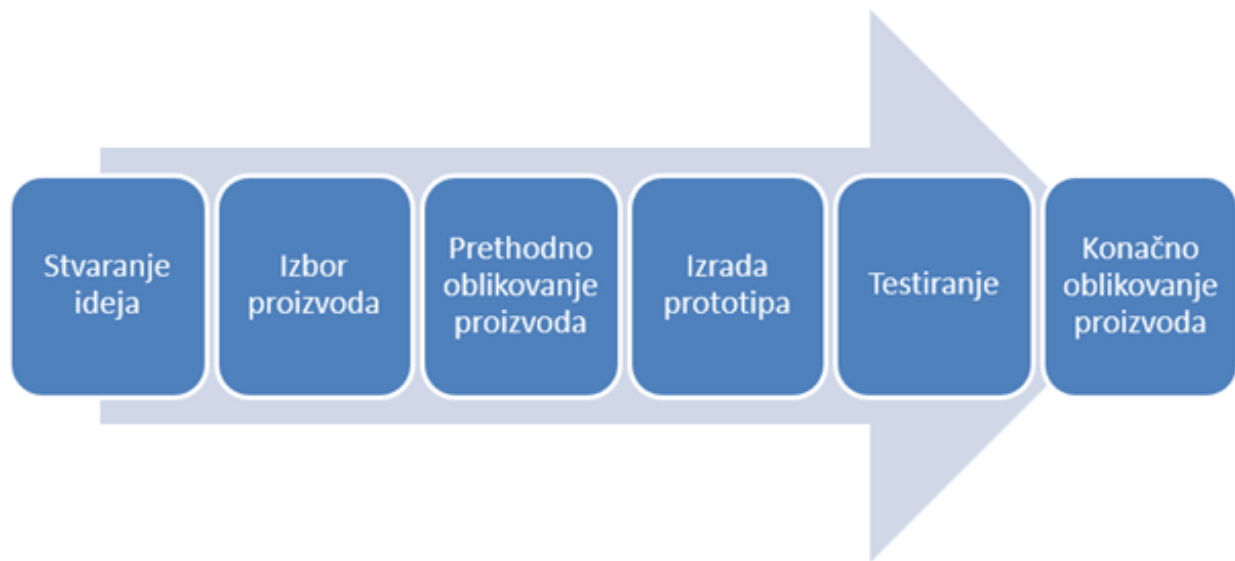 Stvaranje
ideja
Izbor
proizvoda
Prethodno
oblikovanje
proizvoda
Izrada
prototipa
Testiranje
Konačno
oblikovanje
proizvoda